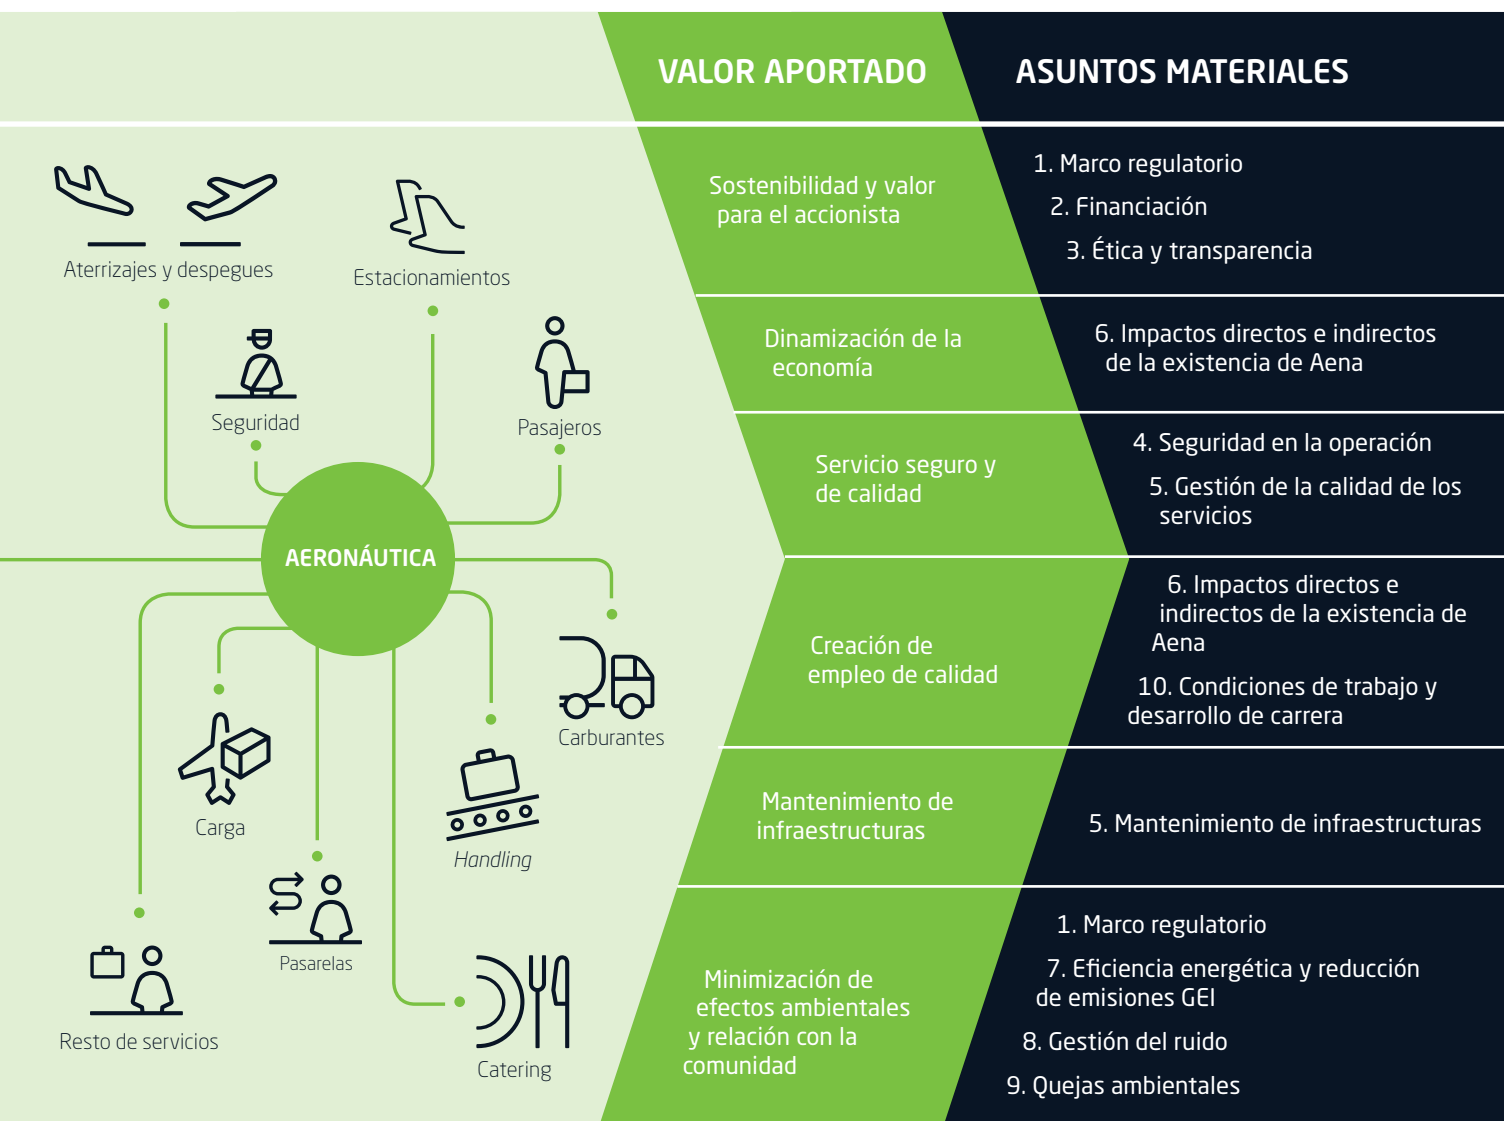 VALOR APORTADO
ASUNTOS MATERIALES
Aterrizajes y despegues
Estacionamientos
Seguridad
Pasajeros
AERONÁUTICA
Carburantes
Carga
Handling
Pasarelas
Resto de servicios
Catering
Sostenibilidad y valor
para el accionista
1. Marco regulatorio
2. Financiación
3. Ética y transparencia
Dinamización de la
economía
6. Impactos directos e indirectos
de la existencia de Aena
Servicio seguro y
de calidad
4. Seguridad en la operación
5. Gestión de la calidad de los
servicios
Creación de
empleo de calidad
6. Impactos directos e
indirectos de la existencia de
Aena
10. Condiciones de trabajo y
desarrollo de carrera
Mantenimiento de
infraestructuras
5. Mantenimiento de infraestructuras
Minimización de
efectos ambientales
y relación con la
comunidad
1. Marco regulatorio
7. Eficiencia energética y reducción
de emisiones GEI
8. Gestión del ruido
9. Quejas ambientales